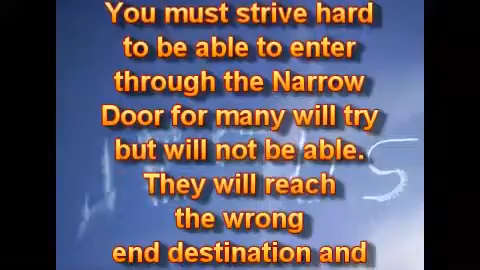 You must strive hard
to be able to enter
through the Narrow
Door for many will try
but will not be able.
They will reach
the wrong
end destination and